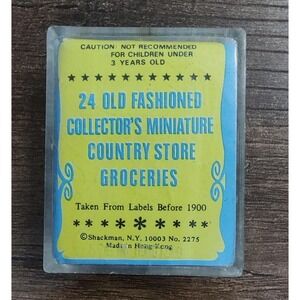 CAUTION: NOT RECOMMENDED
FOR CHILDREN UNDER
3 YEARS OLD
24 OLD FASHIONED
COLLECTOR'S MINIATURE
COUNTRY STORE
GROCERIES
Taken From Labels Before 1900
©Shackman, N.Y. 10003 No. 2275
Made in Hong Kong